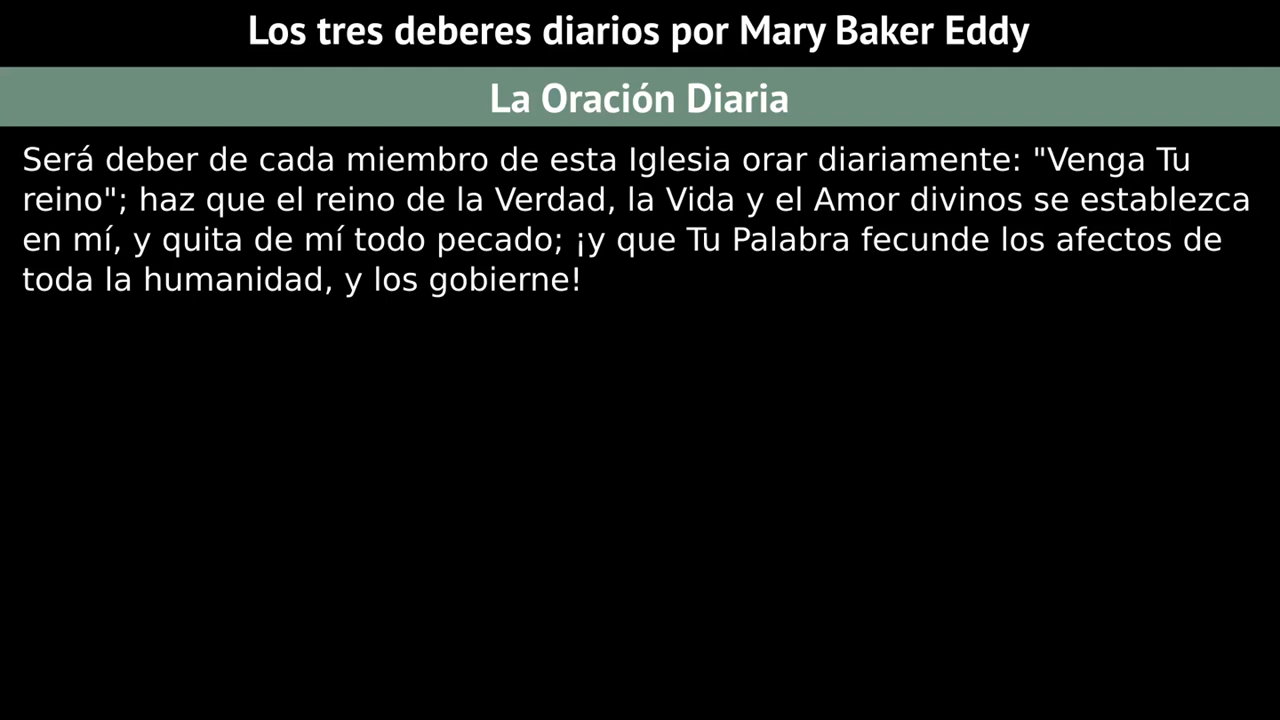 Los tres deberes diarios por Mary Baker Eddy
La Oración Diaria
Será deber de cada miembro de esta Iglesia orar diariamente: "Venga Tu
reino"; haz que el reino de la Verdad, la Vida y el Amor divinos se establezca
en mí, y quita de mí todo pecado; ¡y que Tu Palabra fecunde los afectos de
toda la humanidad, y los gobierne!